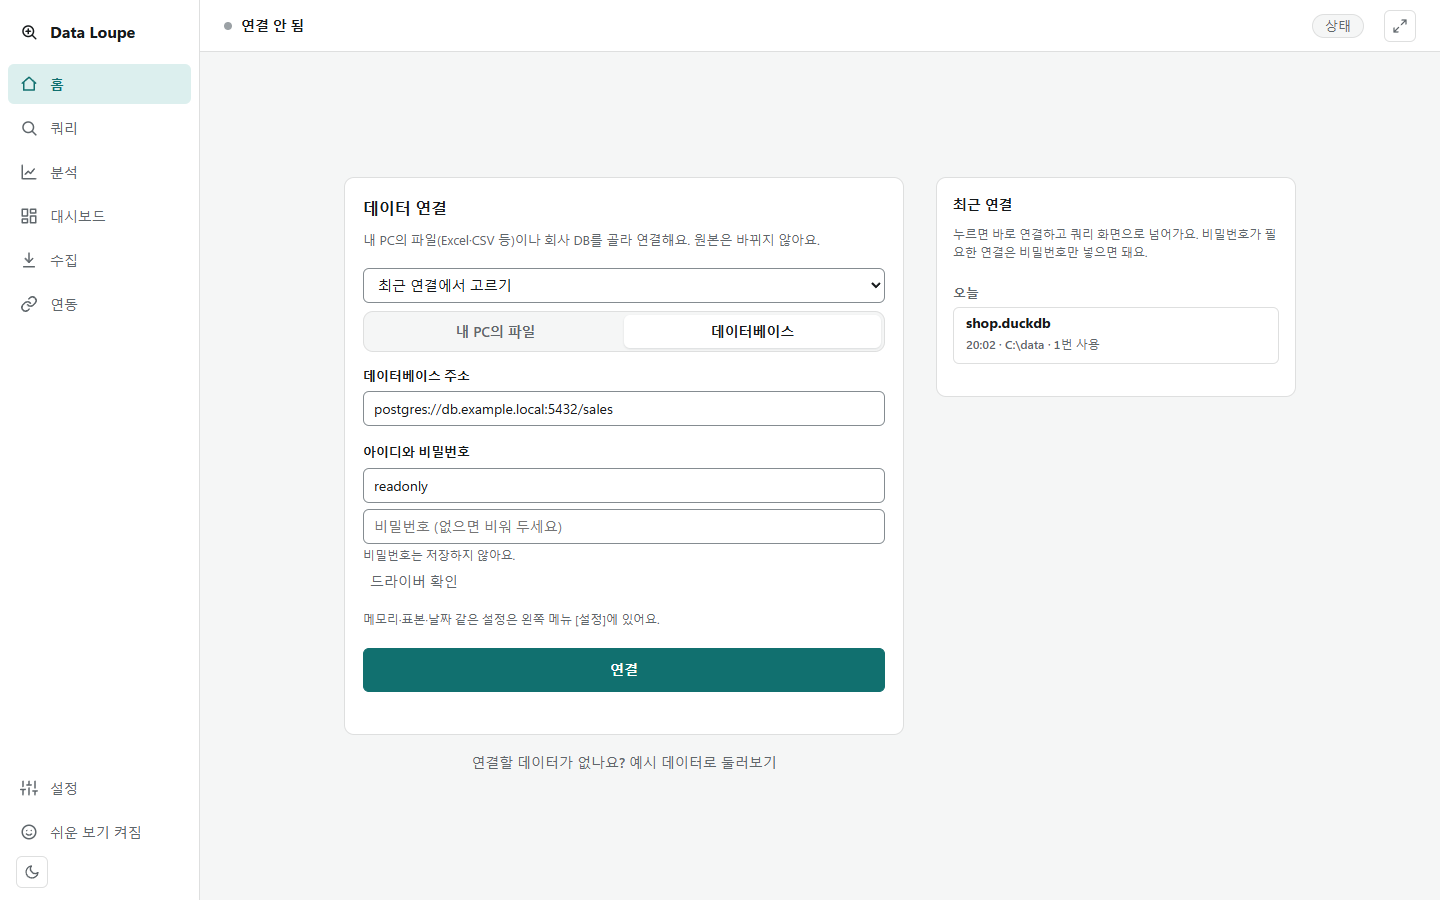 Data Loupe
홈
쿼리
분석
대시보드
수집
연동
설정
쉬운 보기 켜짐
연결 안 됨
상태
데이터 연결
내 PC의 파일(Excel·CSV 등)이나 회사 DB를 골라 연결해요. 원본은 바뀌지 않아요.
최근 연결에서 고르기
내 PC의 파일
데이터베이스
데이터베이스 주소
postgres://db.example.local:5432/sales
아이디와 비밀번호
readonly
비밀번호 (없으면 비워 두세요)
비밀번호는 저장하지 않아요.
드라이버 확인
메모리·표본·날짜 같은 설정은 왼쪽 메뉴 [설정]에 있어요.
연결
연결할 데이터가 없나요? 예시 데이터로 둘러보기
최근 연결
누르면 바로 연결하고 쿼리 화면으로 넘어가요. 비밀번호가 필
요한 연결은 비밀번호만 넣으면 돼요.
오늘
shop.duckdb
20:02 · C:\data · 1번 사용